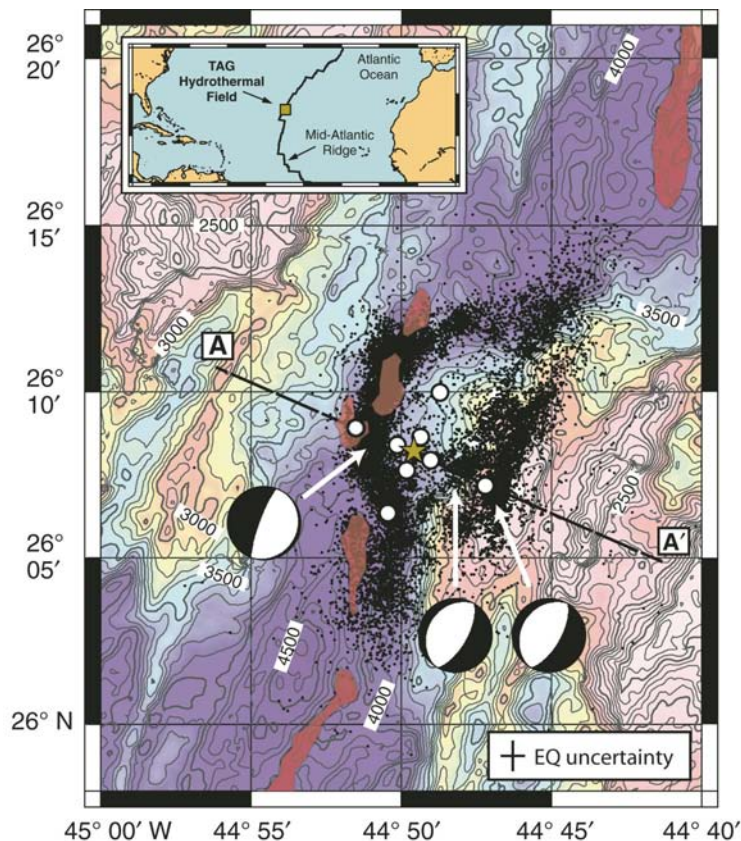 26°
20′
26°
15′
26°
10′
26°
05′
26° N
45° 00′ W
44° 55′
44° 50′
44° 45′
44° 40′
TAG
Hydrothermal
Field
Atlantic
Ocean
Mid-Atlantic
Ridge
4000
2500
3000
3500
A
2500
A′
3000
3500
4500
4000
EQ uncertainty